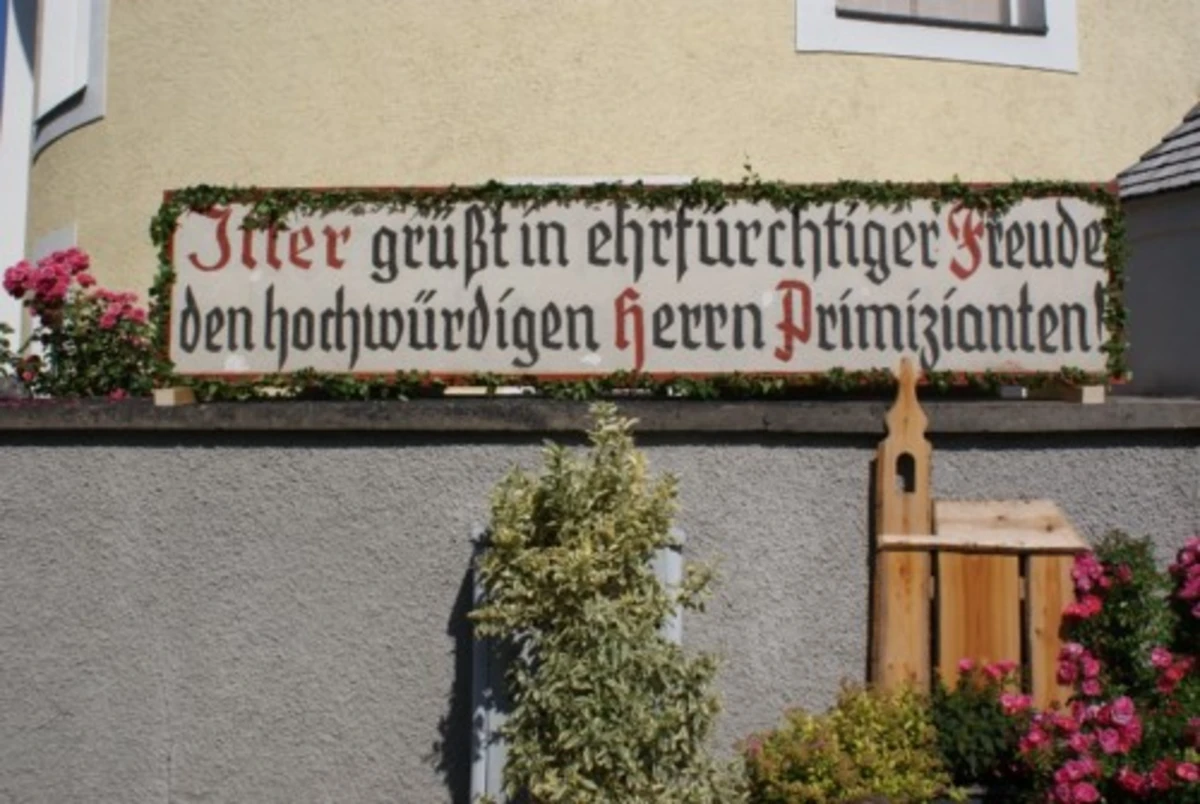 Itter grüßt in ehrfürchtiger Freude
den hochwürdigen Herrn Primizianten!